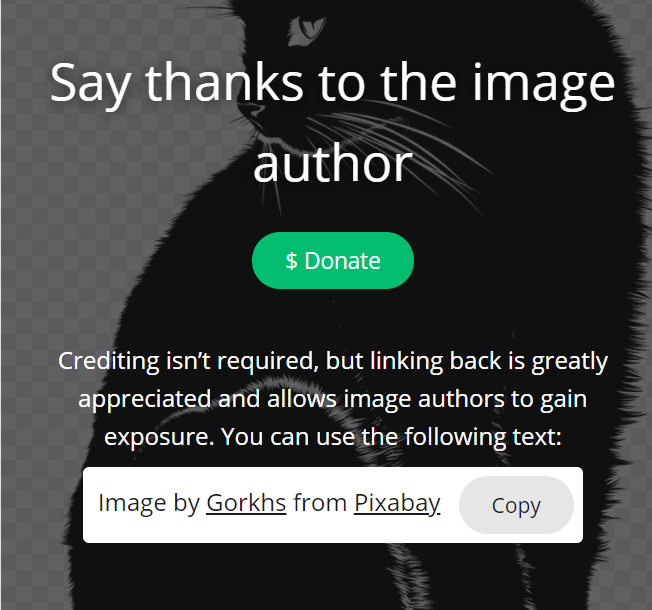 Say thanks to the image
author
$ Donate
Crediting isn’t required, but linking back is greatly
appreciated and allows image authors to gain
exposure. You can use the following text:
Image by Gorkhs from Pixabay
Copy